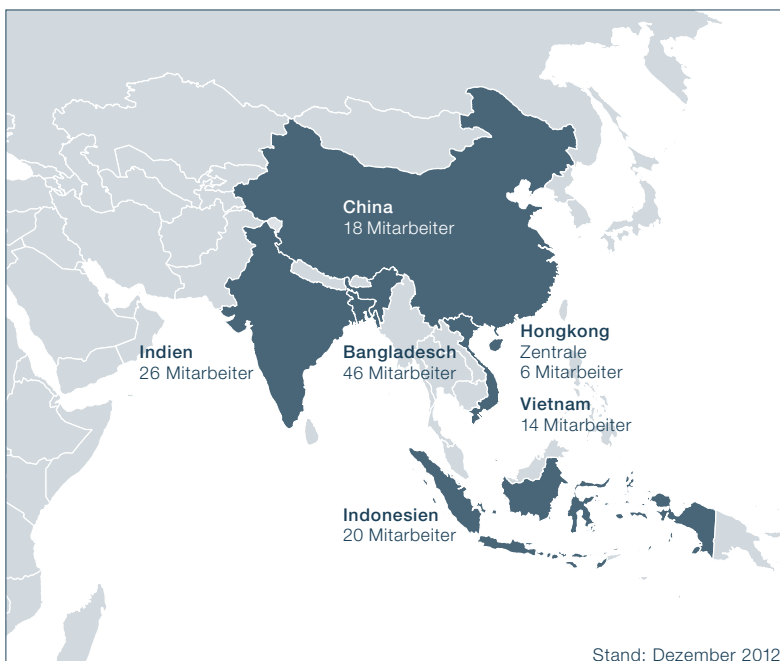 China
18 Mitarbeiter
Indien
26 Mitarbeiter
Bangladesch
46 Mitarbeiter
Hongkong
Zentrale
6 Mitarbeiter
Vietnam
14 Mitarbeiter
Indonesien
20 Mitarbeiter
Stand: Dezember 2012